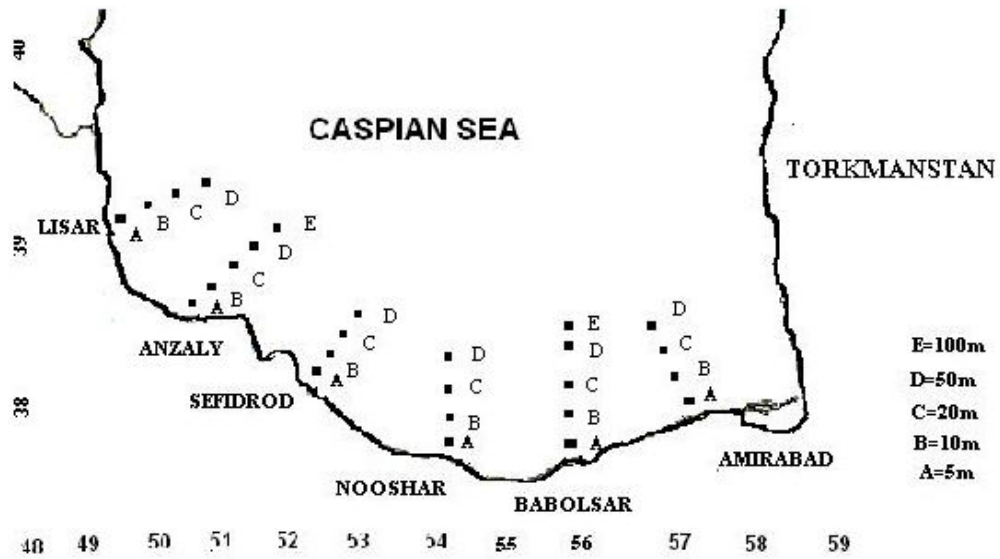 40
CASPIAN SEA
TORKMANSTAN
D
C
B
A
LISAR
39
E
D
C
B
A
ANZALY
D
C
B
A
SEFIDROD
38
D
C
B
A
NOOSHAR
E
D
C
B
A
BABOLSAR
D
C
B
A
AMIRABAD
E=100m
D=50m
C=20m
B=10m
A=5m
48 49 50 51 52 53 54 55 56 57 58 59